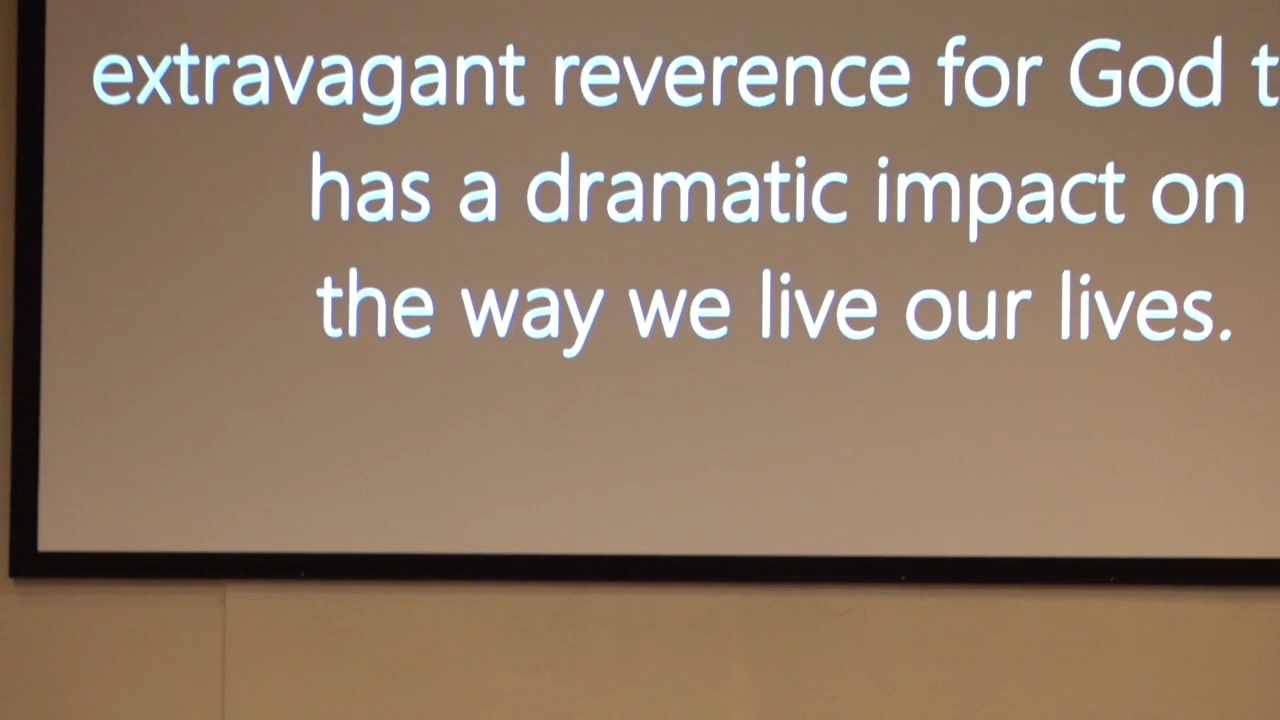 extravagant reverence for God t
has a dramatic impact on
the way we live our lives.